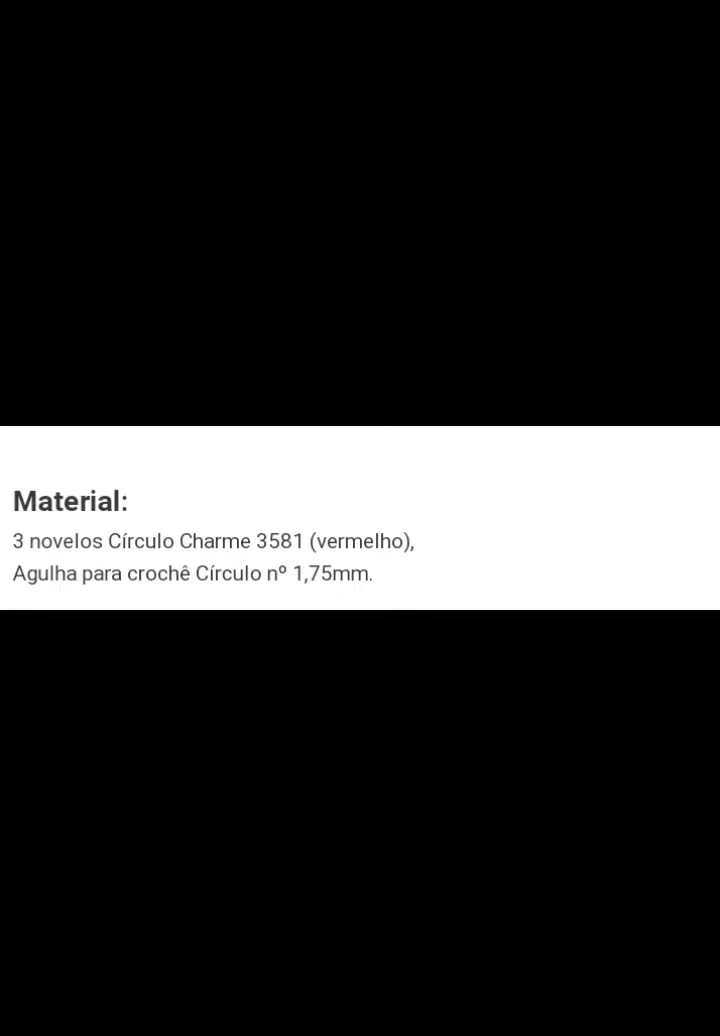 Material:
3 novelos Círculo Charme 3581 (vermelho),
Agulha para crochê Círculo nº 1,75mm.